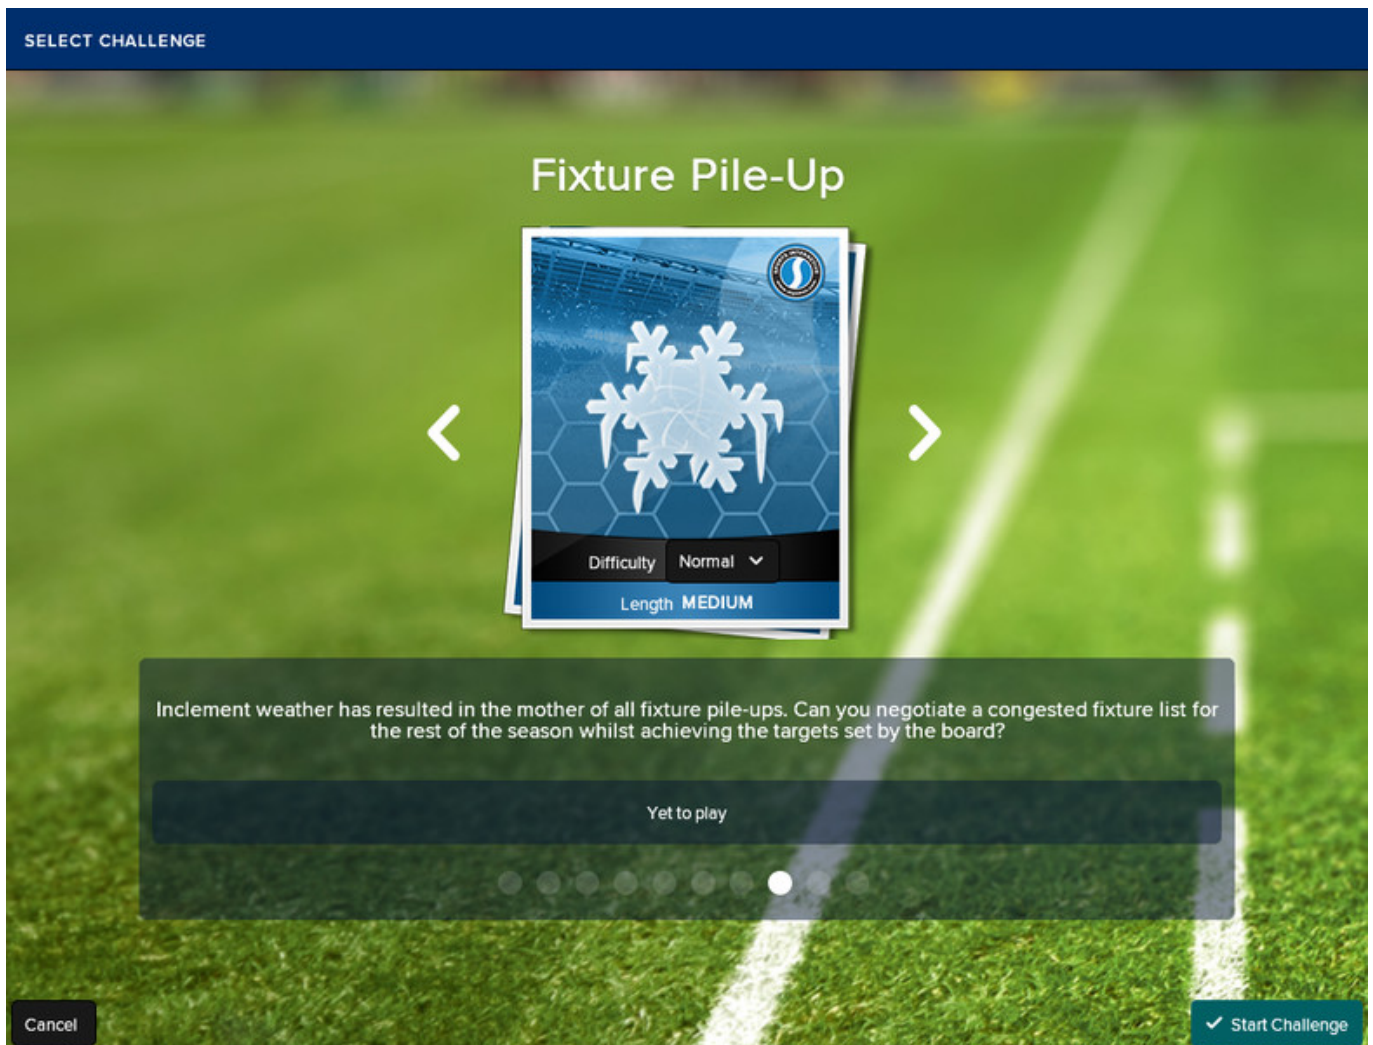 SELECT CHALLENGE
Fixture Pile-Up
Difficulty Normal
Length MEDIUM
Inclement weather has resulted in the mother of all fixture pile-ups. Can you negotiate a congested fixture list for
the rest of the season whilst achieving the targets set by the board?
Yet to play
Cancel
Start Challenge